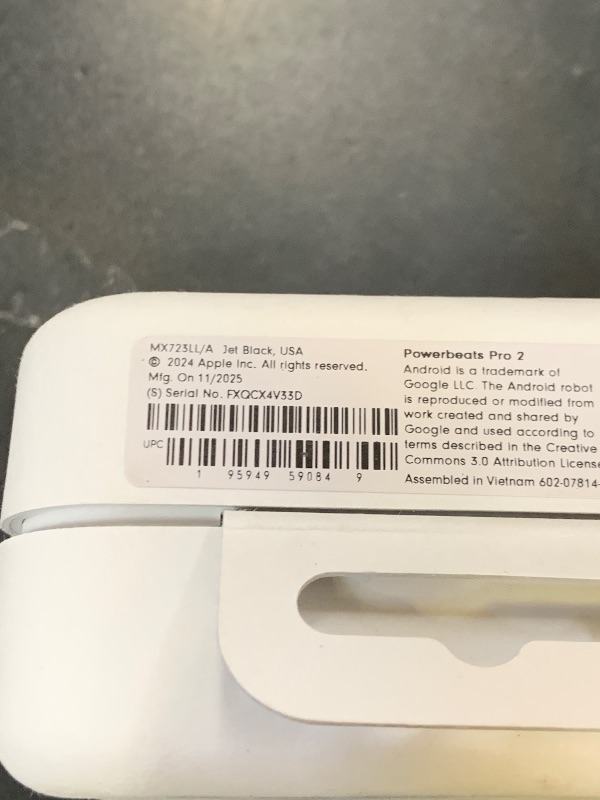 MX723LL/A Jet Black, USA
© 2024 Apple Inc. All rights reserved.
Mfg. On 11/2025
(S) Serial No. FXQCX4V33D
UPC
1 95949 59084 9
Powerbeats Pro 2
Android is a trademark of
Google LLC. The Android robot
is reproduced or modified from
work created and shared by
Google and used according to
terms described in the Creative
Commons 3.0 Attribution License
Assembled in Vietnam 602-07814-